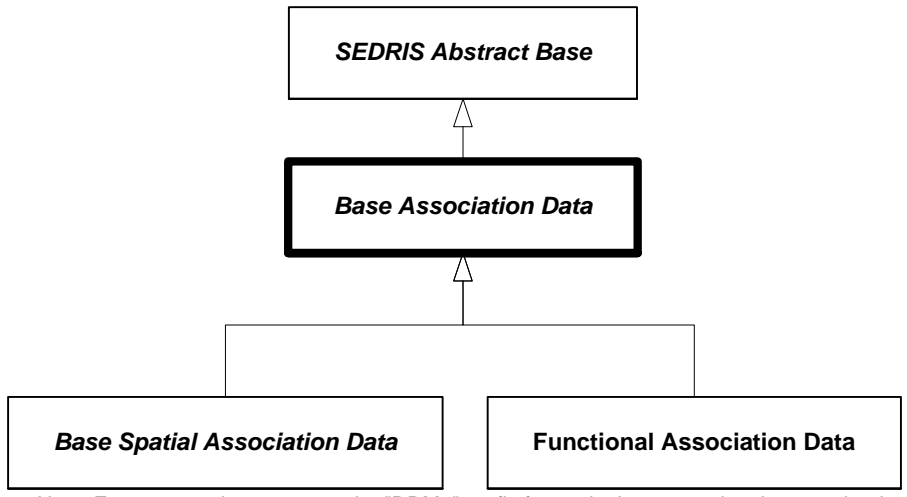 SEDRIS Abstract Base
Base Association Data
Base Spatial Association Data
Functional Association Data